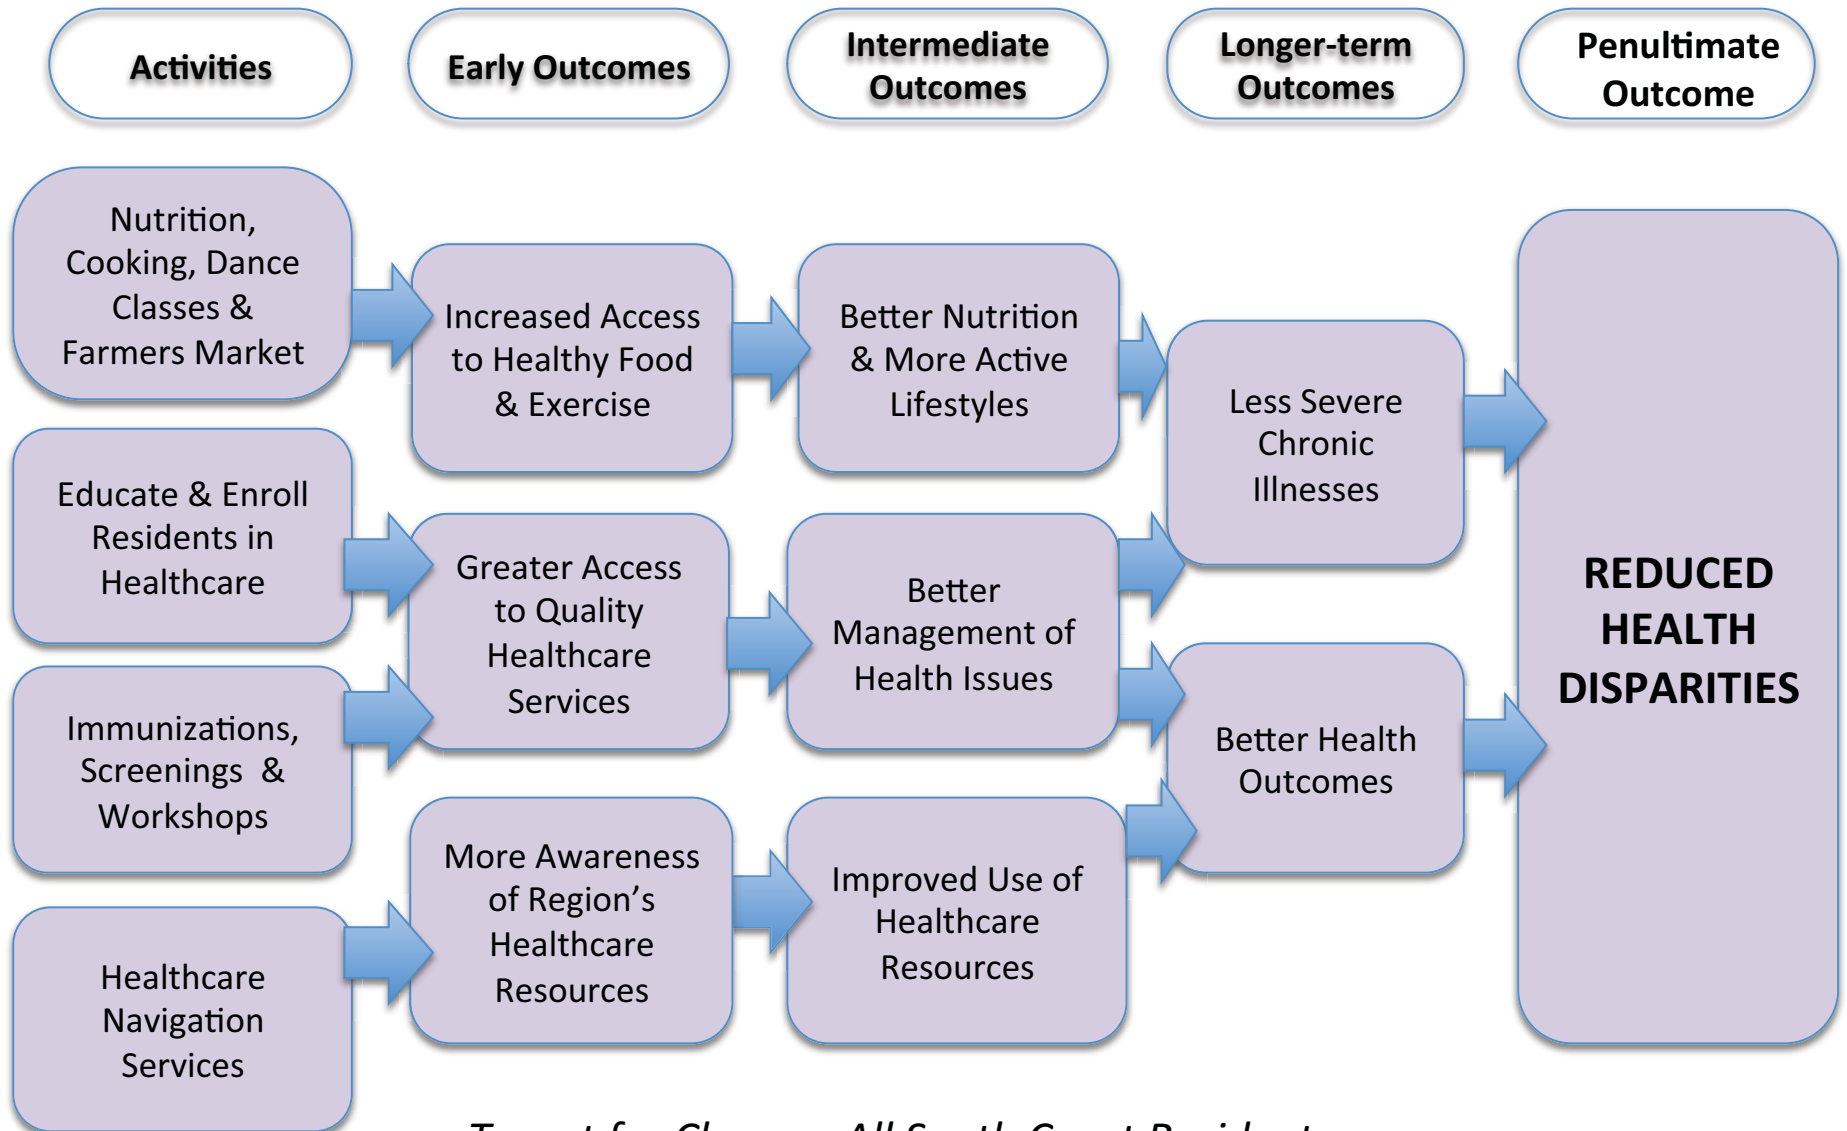 Activities
Early Outcomes
Intermediate
Outcomes
Longer-term
Outcomes
Penultimate
Outcome
Nutrition,
Cooking, Dance
Classes &
Farmers Market
Educate & Enroll
Residents in
Healthcare
Immunizations,
Screenings &
Workshops
Healthcare
Navigation
Services
Increased Access
to Healthy Food
& Exercise
Greater Access
to Quality
Healthcare
Services
More Awareness
of Region’s
Healthcare
Resources
Better Nutrition
& More Active
Lifestyles
Better
Management of
Health Issues
Improved Use of
Healthcare
Resources
Less Severe
Chronic
Illnesses
Better Health
Outcomes
REDUCED
HEALTH
DISPARITIES